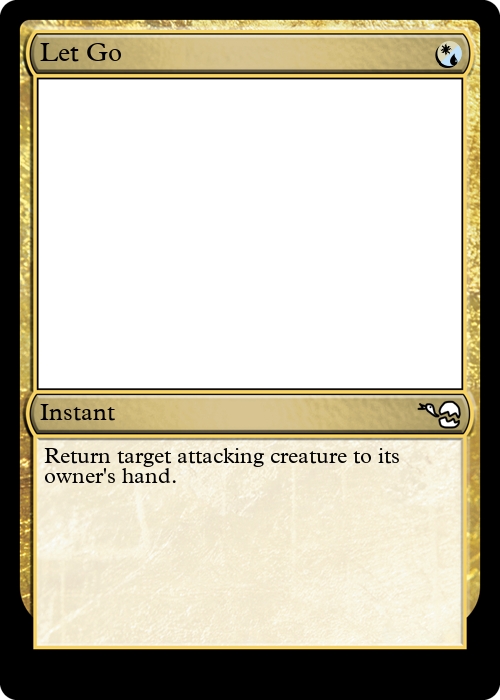 Let Go
Instant
Return target attacking creature to its
owner's hand.